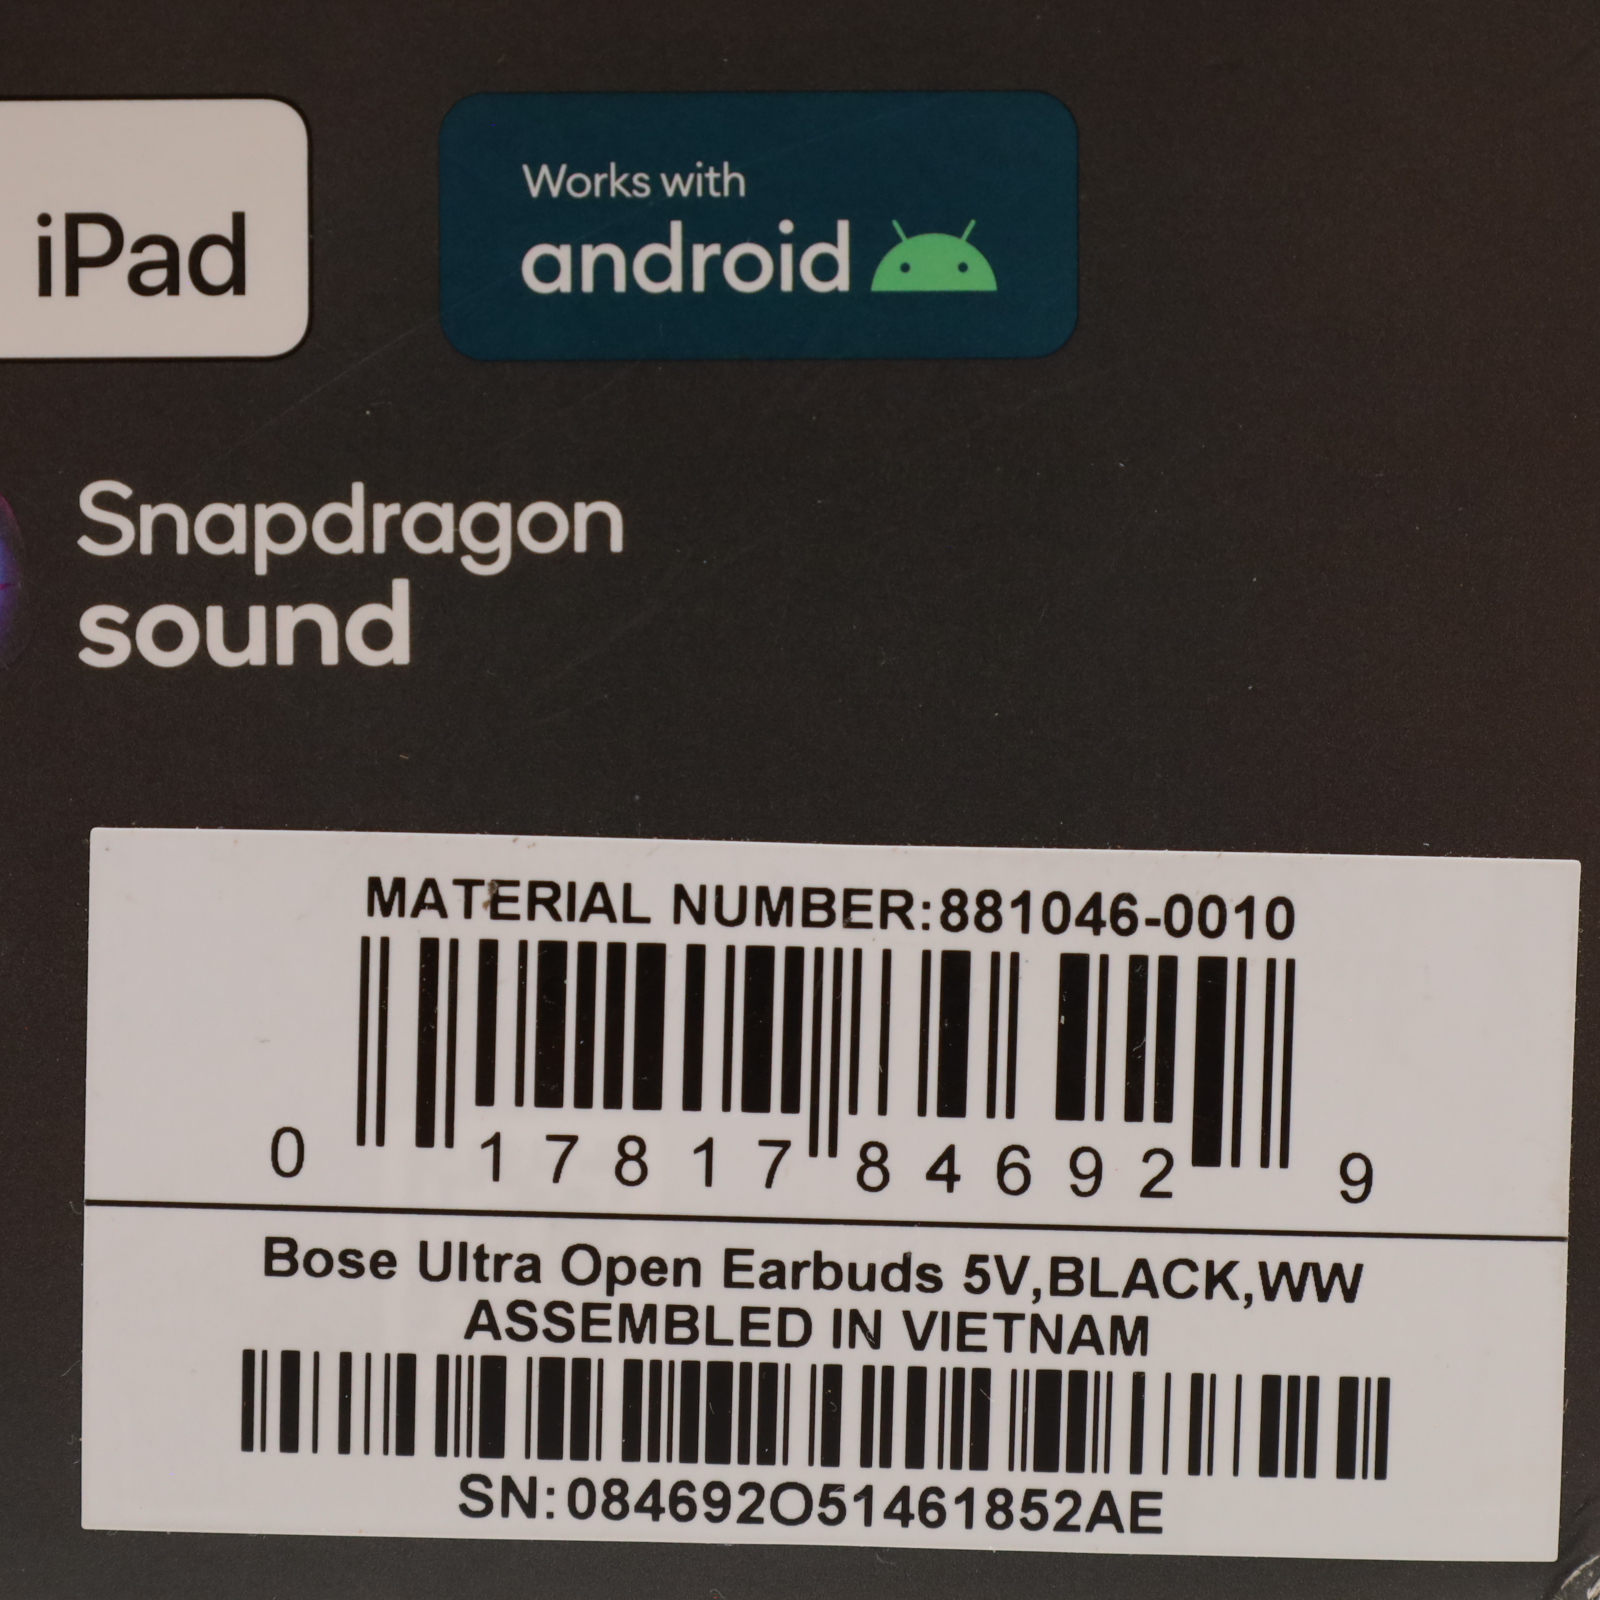 iPad
Works with
android
Snapdragon
sound
MATERIAL NUMBER:881046-0010
0 17817 84692 9
Bose Ultra Open Earbuds 5V,BLACK,WW
ASSEMBLED IN VIETNAM
SN:084692O51461852AE